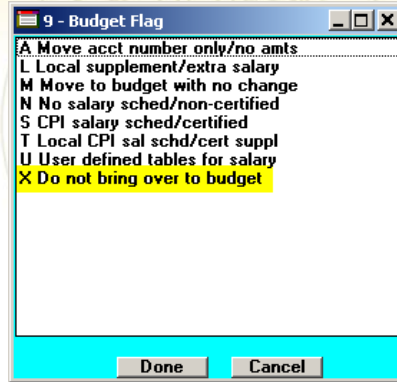 9 - Budget Flag
A Move acct number only/no amts
L Local supplement/extra salary
M Move to budget with no change
N No salary sched/non-certified
S CPI salary sched/certified
T Local CPI sal schd/cert suppl
U User defined tables for salary
X Do not bring over to budget
Done Cancel